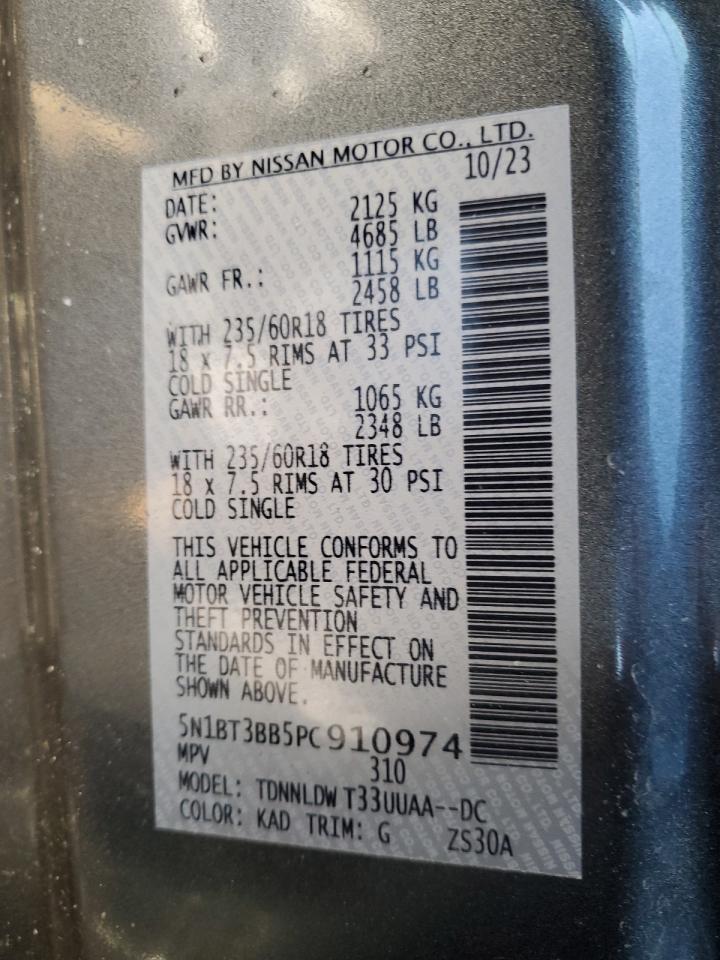 MFD BY NISSAN MOTOR CO., LTD.
DATE: 10/23
GVWR: 2125 KG
4685 LB
GAWR FR.: 1115 KG
2458 LB
WITH 235/60R18 TIRES
18 x 7.5 RIMS AT 33 PSI
COLD SINGLE
GAWR RR.: 1065 KG
2348 LB
WITH 235/60R18 TIRES
18 x 7.5 RIMS AT 30 PSI
COLD SINGLE
THIS VEHICLE CONFORMS TO
ALL APPLICABLE FEDERAL
MOTOR VEHICLE SAFETY AND
THEFT PREVENTION
STANDARDS IN EFFECT ON
THE DATE OF MANUFACTURE
SHOWN ABOVE.
5N1BT3BB5PC910974
MPV 310
MODEL: TDNNLDW T33UUAA--DC
COLOR: KAD TRIM: G ZS30A